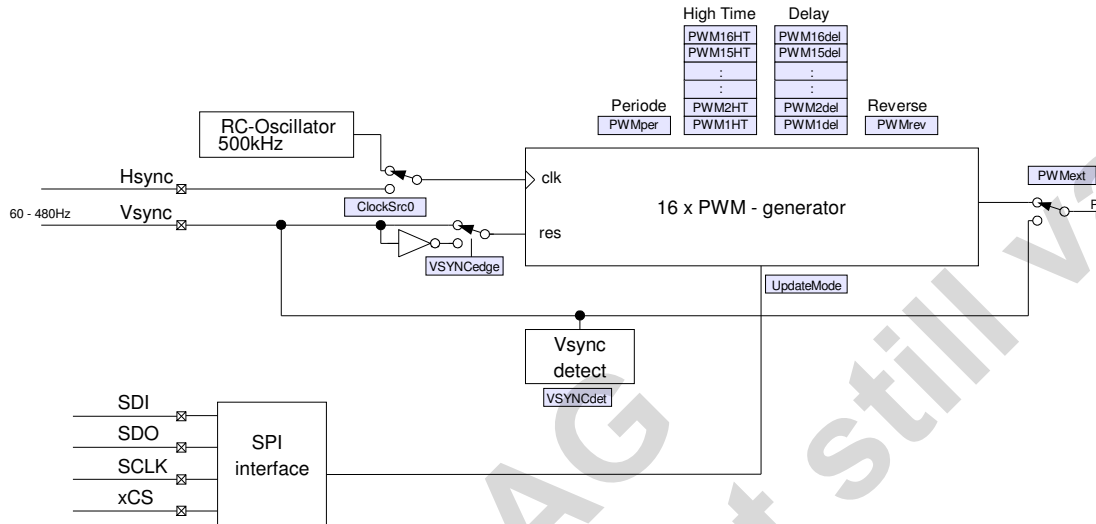 High Time Delay
PWM16HT PWM16del
PWM15HT PWM15del
: :
: :
Periode PWM2HT PWM2del Reverse
PWMper PWM1HT PWM1del PWMrev
RC-Oscillator
500kHz
Hsync
clk
PWMext
ClockSrc0
16 x PWM - generator
60 - 480Hz Vsync
res
VSYNCedge
UpdateMode
Vsync
detect
VSYNCdet
SDI
SDO
SCLK
xCS
SPI
interface
AG
t still v